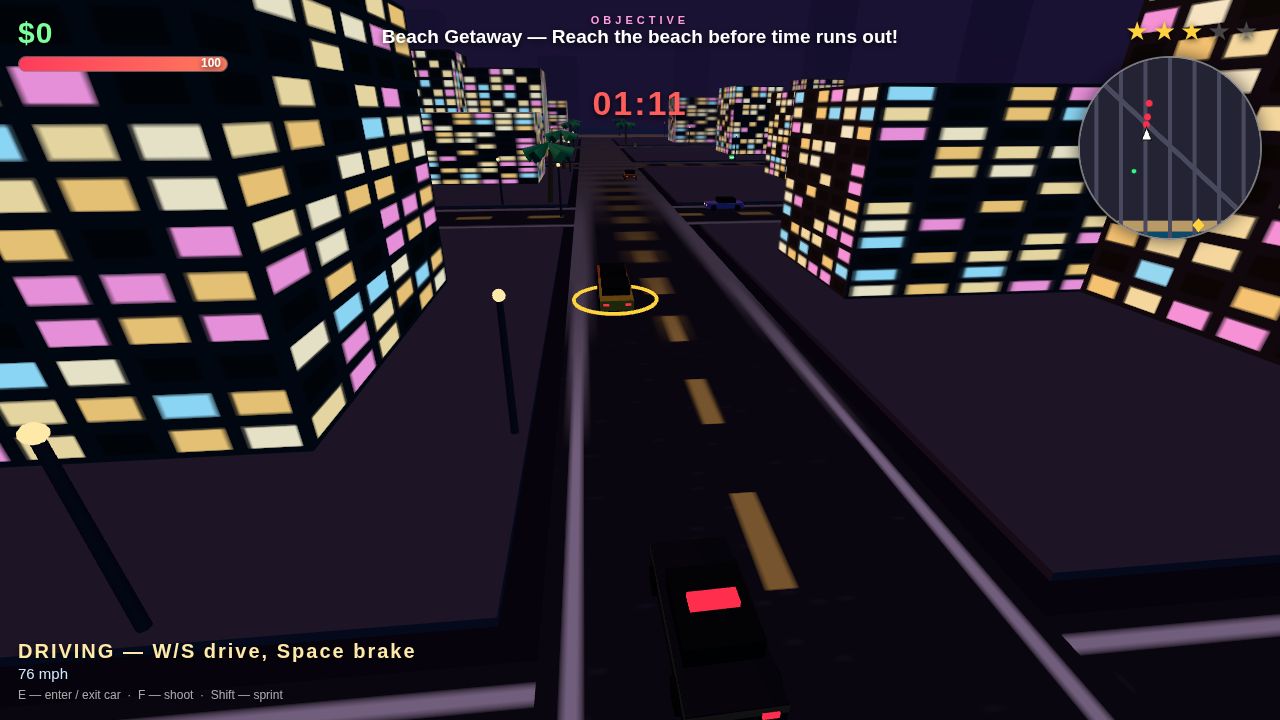 $0
100
OBJECTIVE
Beach Getaway — Reach the beach before time runs out!
01:11
DRIVING — W/S drive, Space brake
76 mph
E — enter / exit car · F — shoot · Shift — sprint